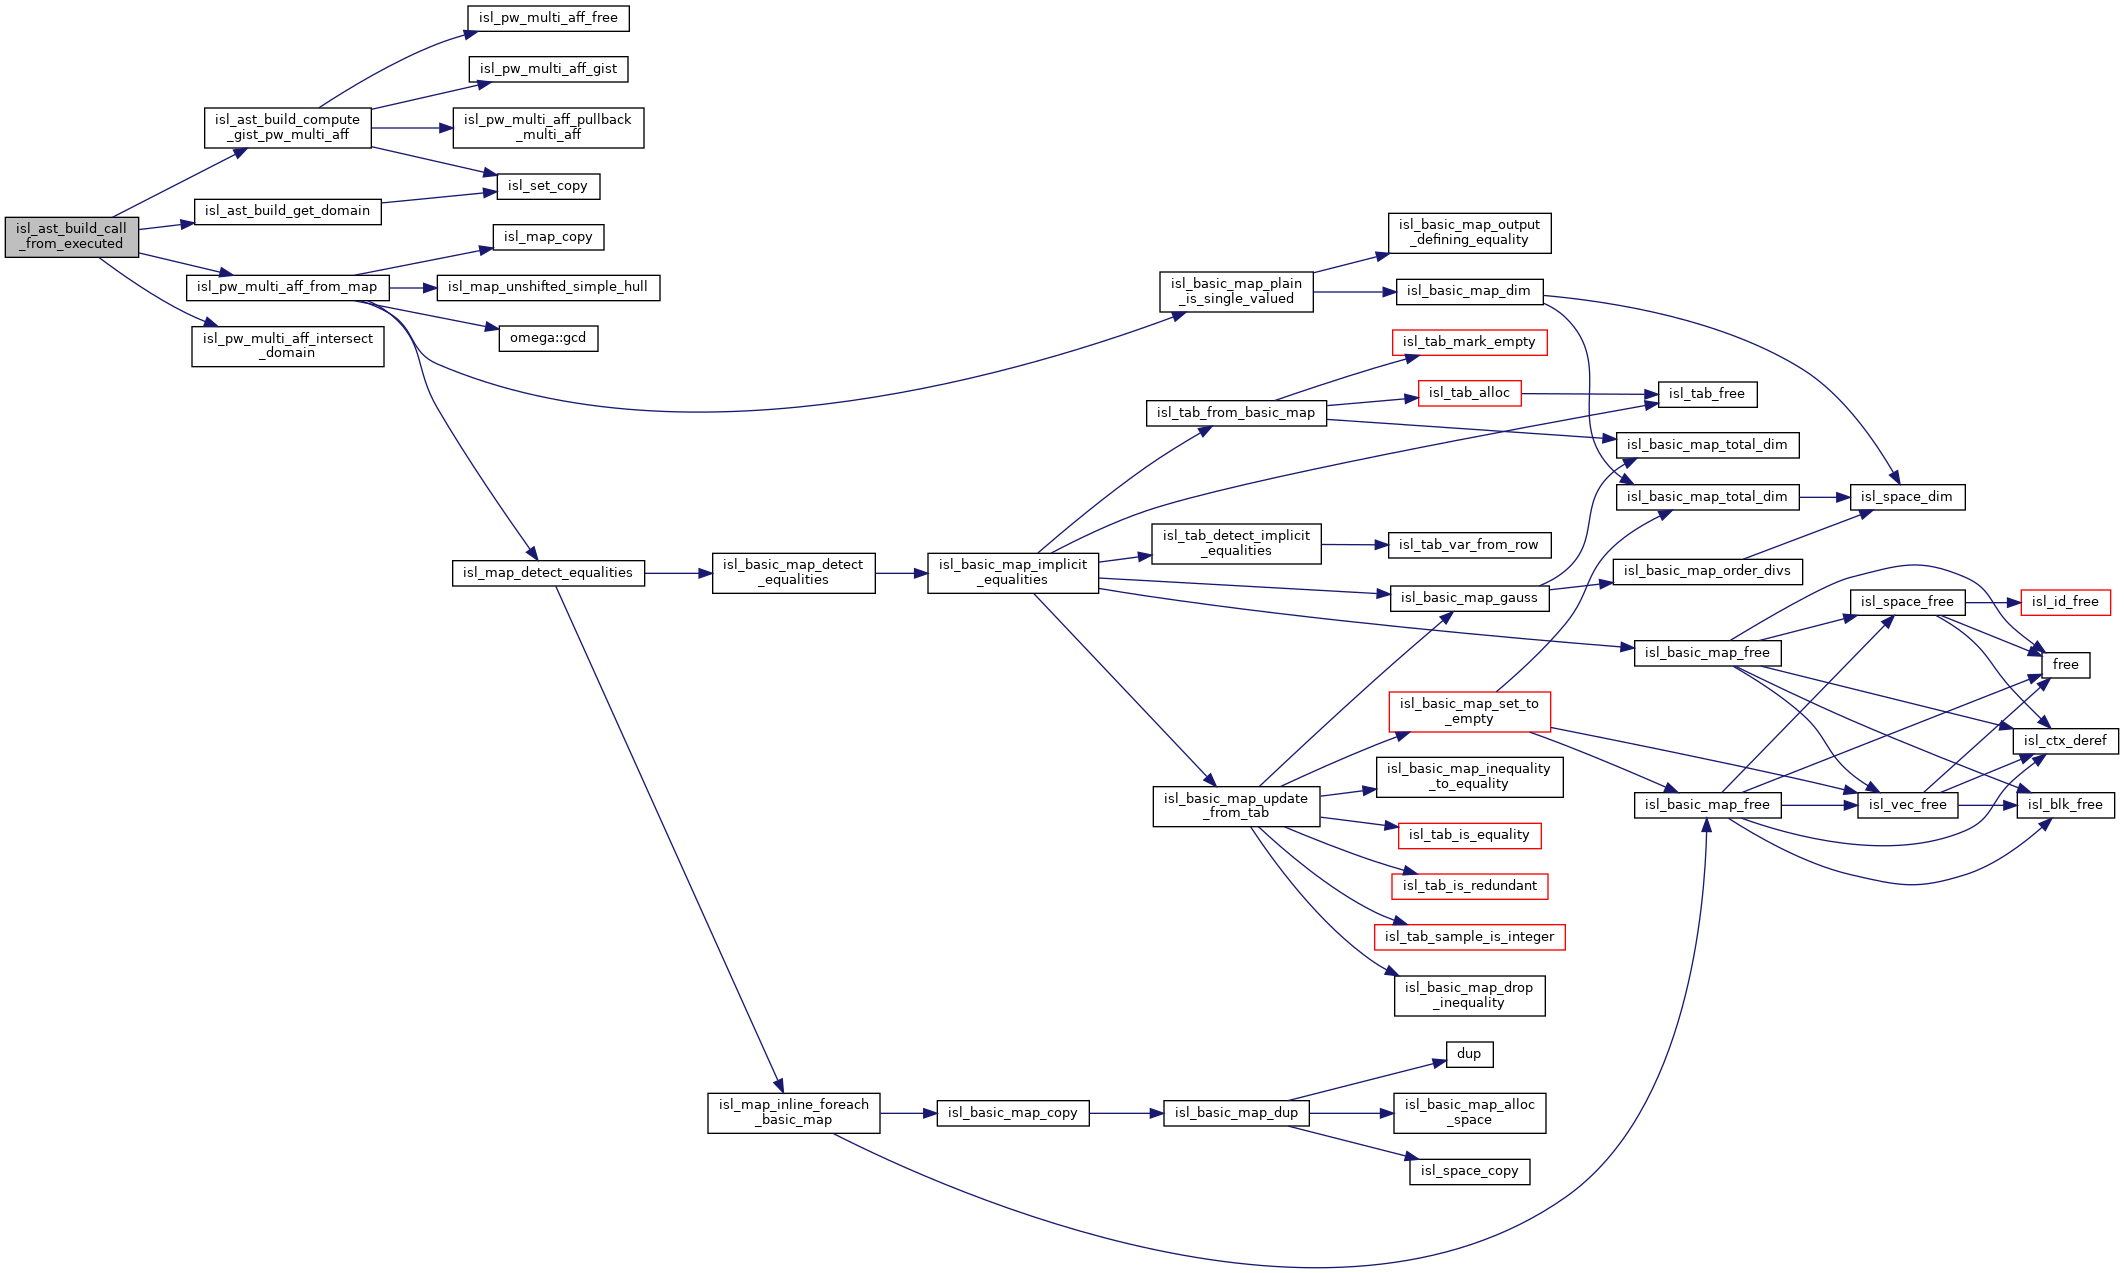 isl_ast_build_call
_from_executed
isl_ast_build_compute
_gist_pw_multi_aff
isl_ast_build_get_domain
isl_pw_multi_aff_from_map
isl_pw_multi_aff_intersect
_domain
isl_pw_multi_aff_free
isl_pw_multi_aff_gist
isl_pw_multi_aff_pullback
_multi_aff
isl_set_copy
isl_map_copy
isl_map_unshifted_simple_hull
omega::gcd
isl_map_detect_equalities
isl_basic_map_detect
_equalities
isl_map_inline_foreach
_basic_map
isl_basic_map_implicit
_equalities
isl_basic_map_copy
isl_basic_map_plain
_is_single_valued
isl_tab_from_basic_map
isl_tab_detect_implicit
_equalities
isl_basic_map_update
_from_tab
isl_basic_map_dup
isl_basic_map_output
_defining_equality
isl_basic_map_dim
isl_tab_mark_empty
isl_tab_alloc
isl_tab_var_from_row
isl_basic_map_gauss
isl_basic_map_set_to
_empty
isl_basic_map_inequality
_to_equality
isl_tab_is_equality
isl_tab_is_redundant
isl_tab_sample_is_integer
isl_basic_map_drop
_inequality
dup
isl_basic_map_alloc
_space
isl_space_copy
isl_tab_free
isl_basic_map_total_dim
isl_basic_map_total_dim
isl_basic_map_order_divs
isl_basic_map_free
isl_basic_map_free
isl_space_dim
isl_space_free
isl_vec_free
isl_id_free
free
isl_ctx_deref
isl_blk_free